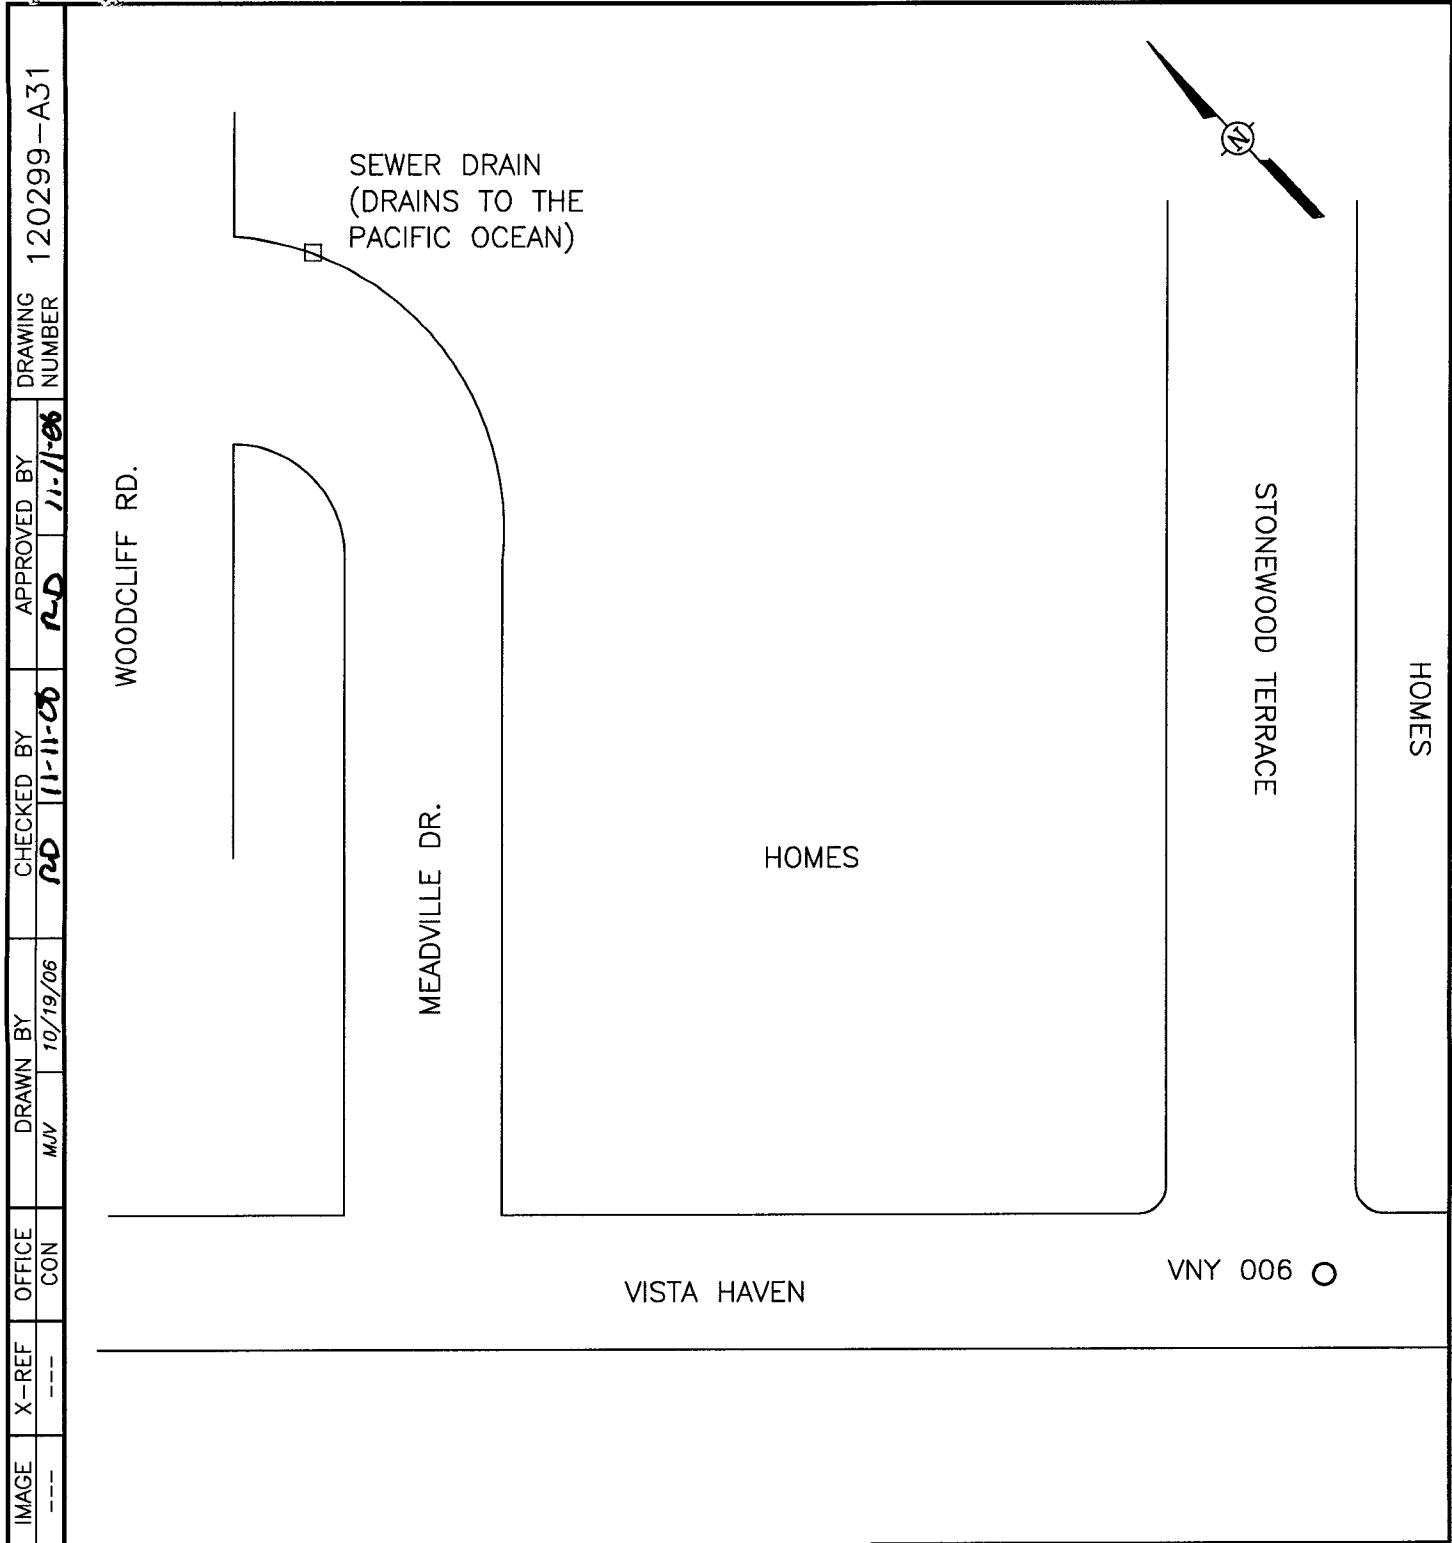 SEWER DRAIN
(DRAINS TO THE
PACIFIC OCEAN)
N
WOODCLIFF RD.
MEADVILLE DR.
HOMES
STONEWOOD TERRACE
HOMES
VISTA HAVEN
VNY 006
IMAGE
----
X-REF
----
OFFICE
CON
DRAWN BY
MJV 10/19/06
CHECKED BY
RD 11-11-06
APPROVED BY
RD 11-11-06
DRAWING
NUMBER
120299-A31